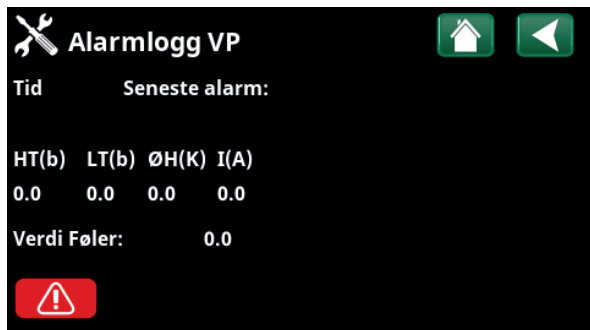 Alarmlogg VP
Tid Seneste alarm:
HT(b) LT(b) ØH(K) I(A)
0.0 0.0 0.0 0.0
Verdi Føler: 0.0